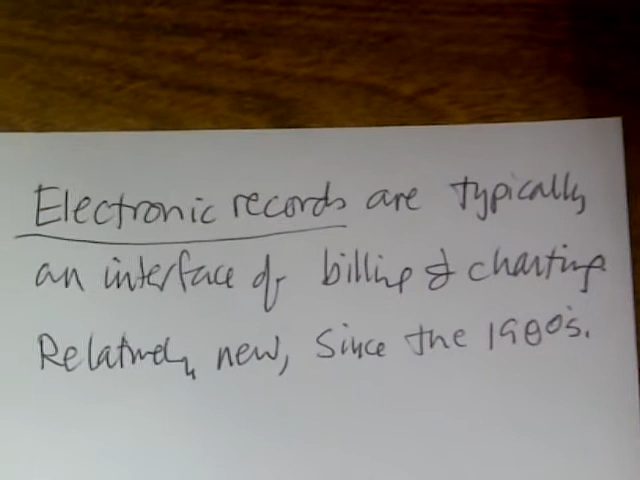 Electronic records are typically
an interface of billing & charting
Relatively new, since the 1980's.